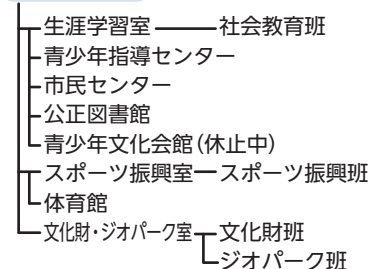 生涯学習室 社会教育班
青少年指導センター
市民センター
公正図書館
青少年文化会館(休止中)
スポーツ振興室 スポーツ振興班
体育館
文化財・ジオパーク室 文化財班
ジオパーク班